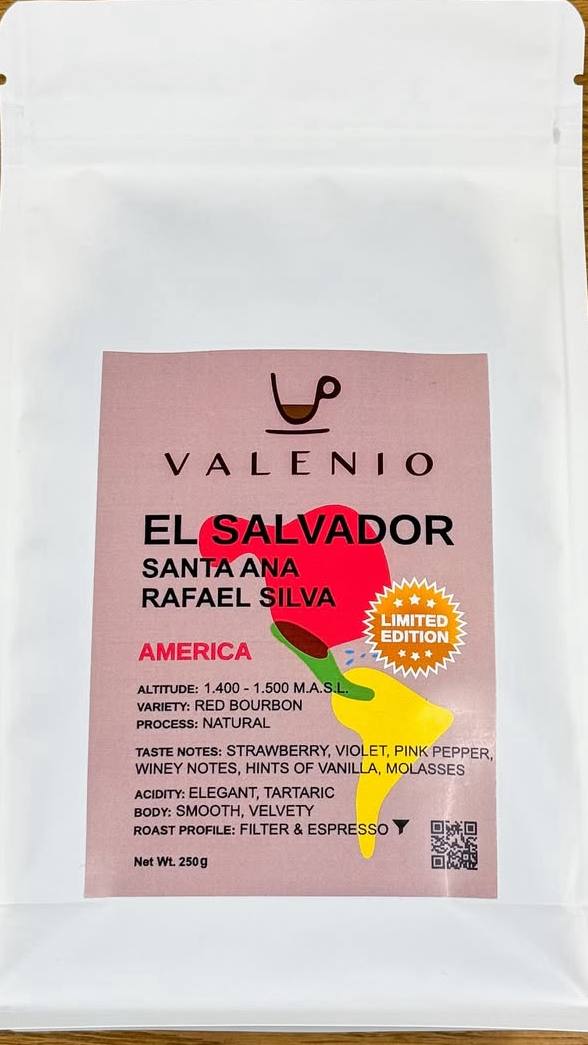 VALENIO
EL SALVADOR
SANTA ANA
RAFAEL SILVA
LIMITED
EDITION
AMERICA
ALTITUDE: 1.400 - 1.500 M.A.S.L.
VARIETY: RED BOURBON
PROCESS: NATURAL
TASTE NOTES: STRAWBERRY, VIOLET, PINK PEPPER,
WINEY NOTES, HINTS OF VANILLA, MOLASSES
ACIDITY: ELEGANT, TARTARIC
BODY: SMOOTH, VELVETY
ROAST PROFILE: FILTER & ESPRESSO
Net Wt. 250g